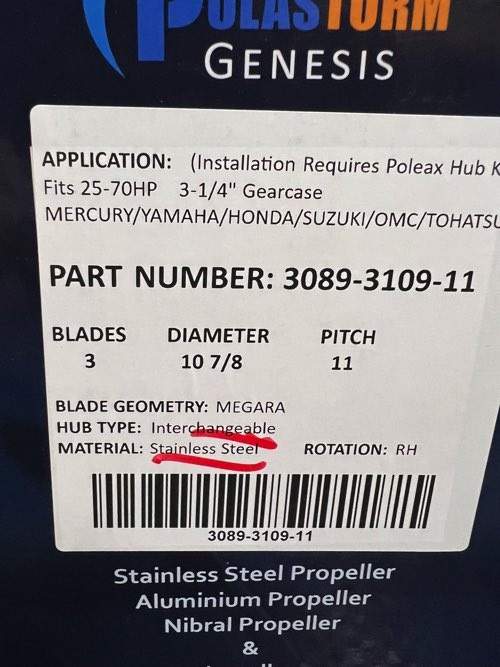 POLASTORM
GENESIS
APPLICATION: (Installation Requires Poleax Hub K
Fits 25-70HP 3-1/4" Gearcase
MERCURY/YAMAHA/HONDA/SUZUKI/OMC/TOHATSU
PART NUMBER: 3089-3109-11
BLADES DIAMETER PITCH
3 10 7/8 11
BLADE GEOMETRY: MEGARA
HUB TYPE: Interchangeable
MATERIAL: Stainless Steel ROTATION: RH
3089-3109-11
Stainless Steel Propeller
Aluminium Propeller
Nibral Propeller
&